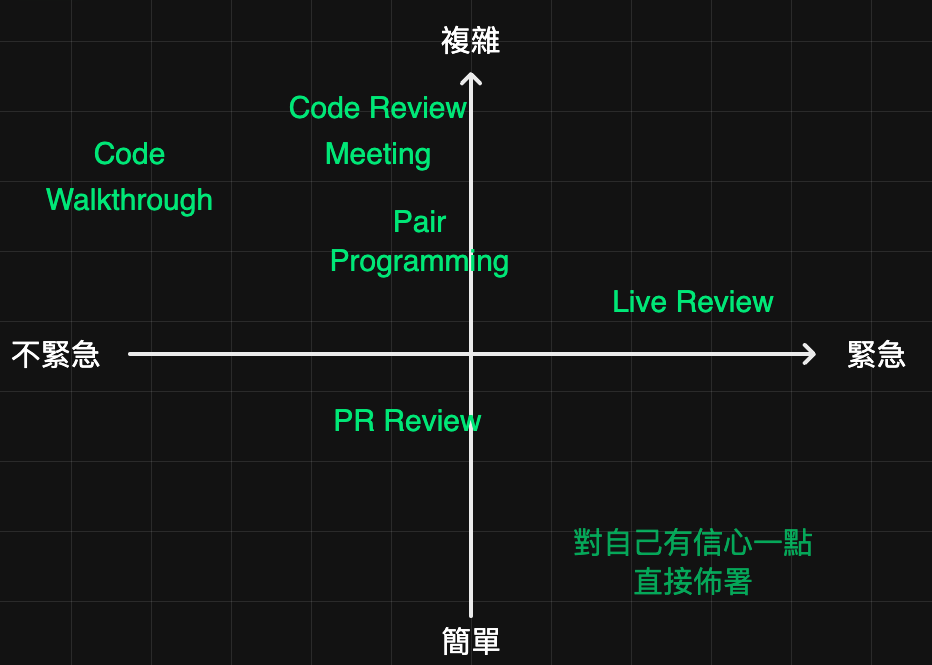 複雜
Code Review
Meeting
Code
Walkthrough
Pair
Programming
Live Review
不緊急
緊急
PR Review
對自己有信心一點
直接佈署
簡單